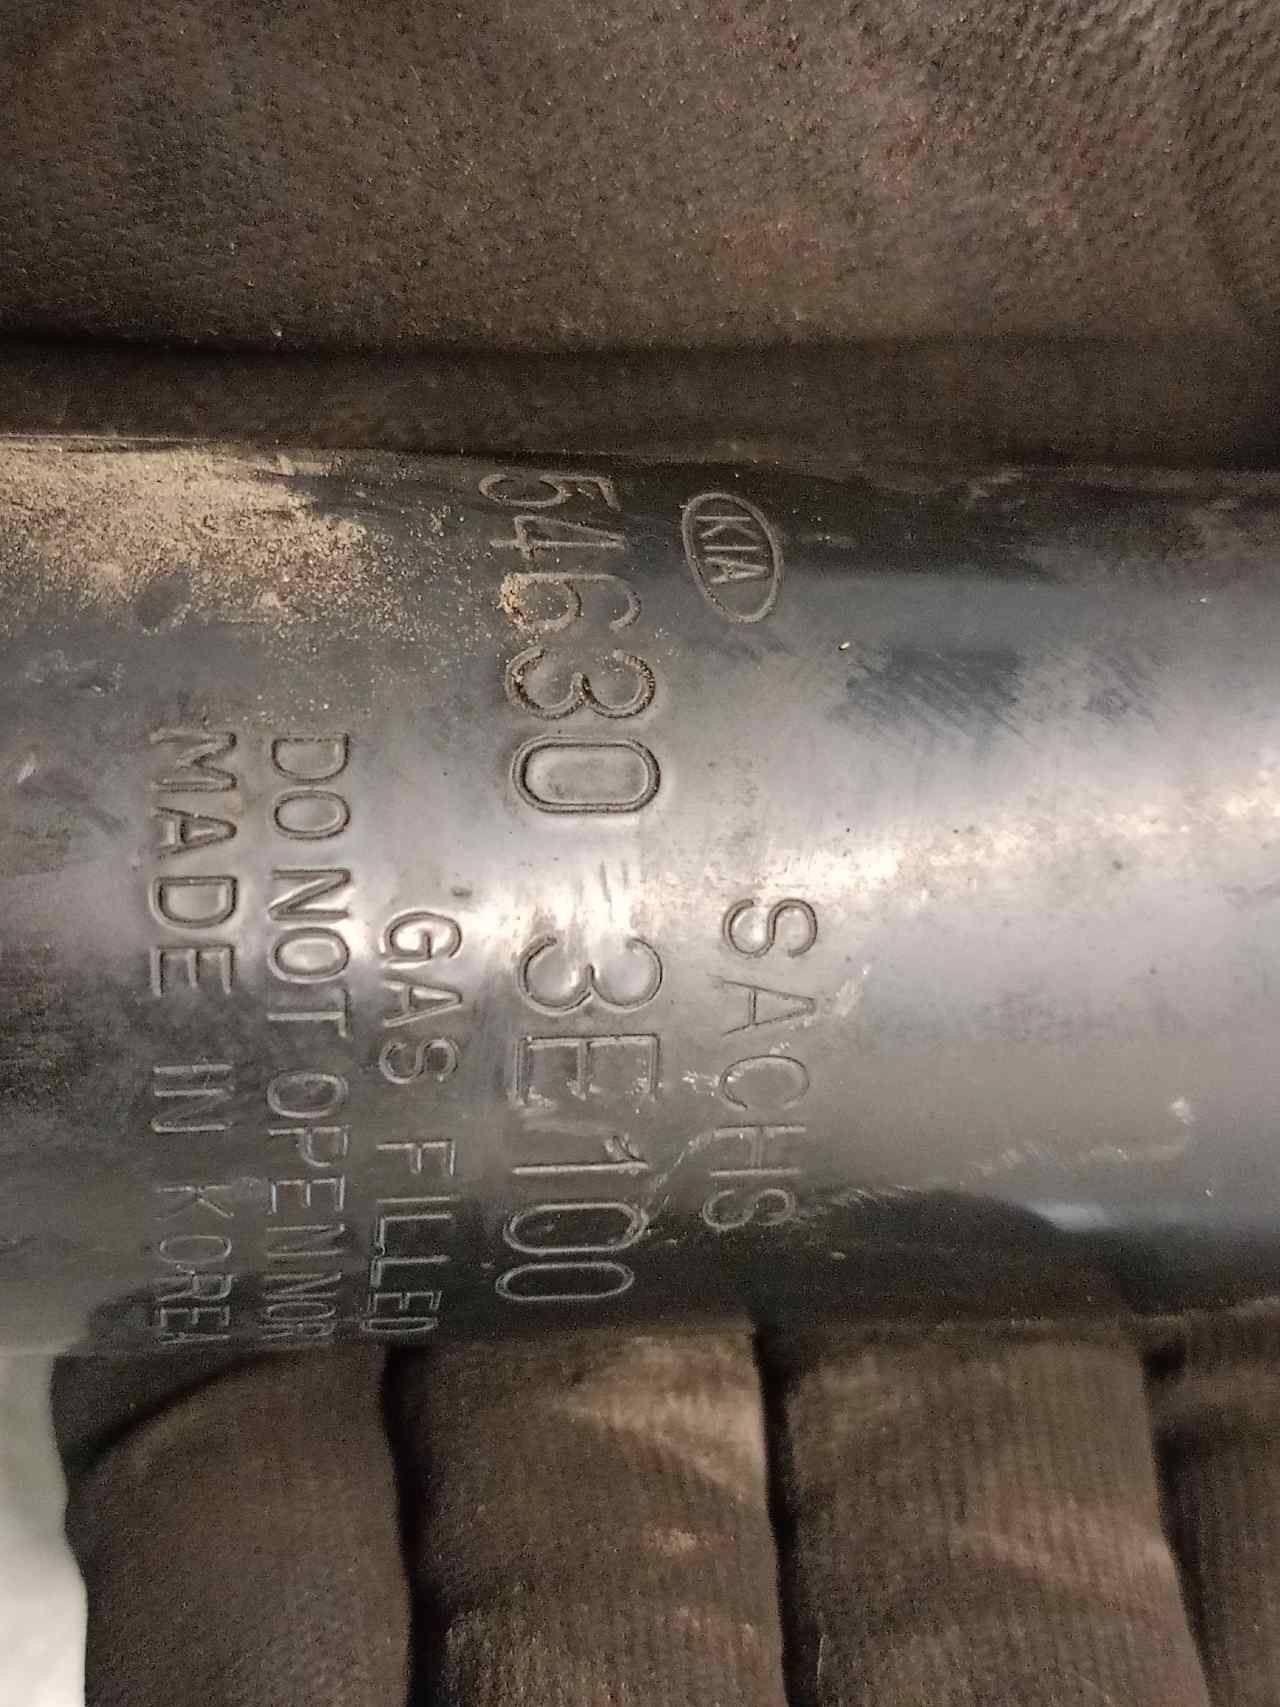 KIA
SACHS
54630 3E100
GAS FILLED
DO NOT OPEN NOR
MADE IN KOREA